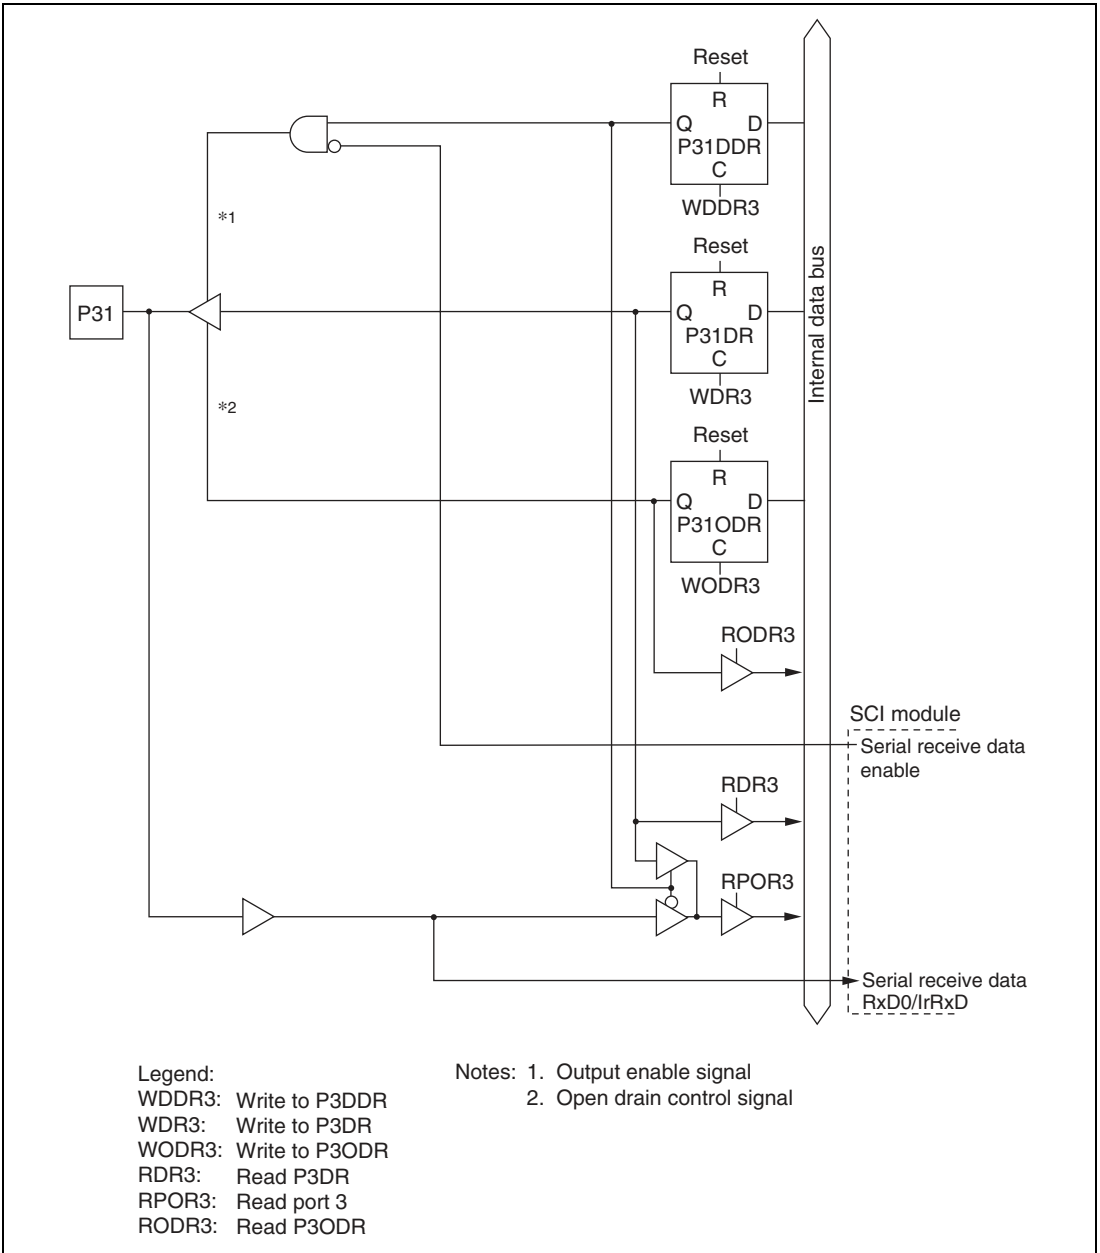 Reset
R
Q D
P31DDR
C
WDDR3
*1
Reset
R
Q D
P31DR
C
WDR3
P31
Internal data bus
*2
Reset
R
Q D
P31ODR
C
WODR3
RODR3
SCI module
Serial receive data
enable
RDR3
RPOR3
Serial receive data
RxD0/IrRxD
Legend:
WDDR3: Write to P3DDR
WDR3: Write to P3DR
WODR3: Write to P3ODR
RDR3: Read P3DR
RPOR3: Read port 3
RODR3: Read P3ODR
Notes: 1. Output enable signal
2. Open drain control signal